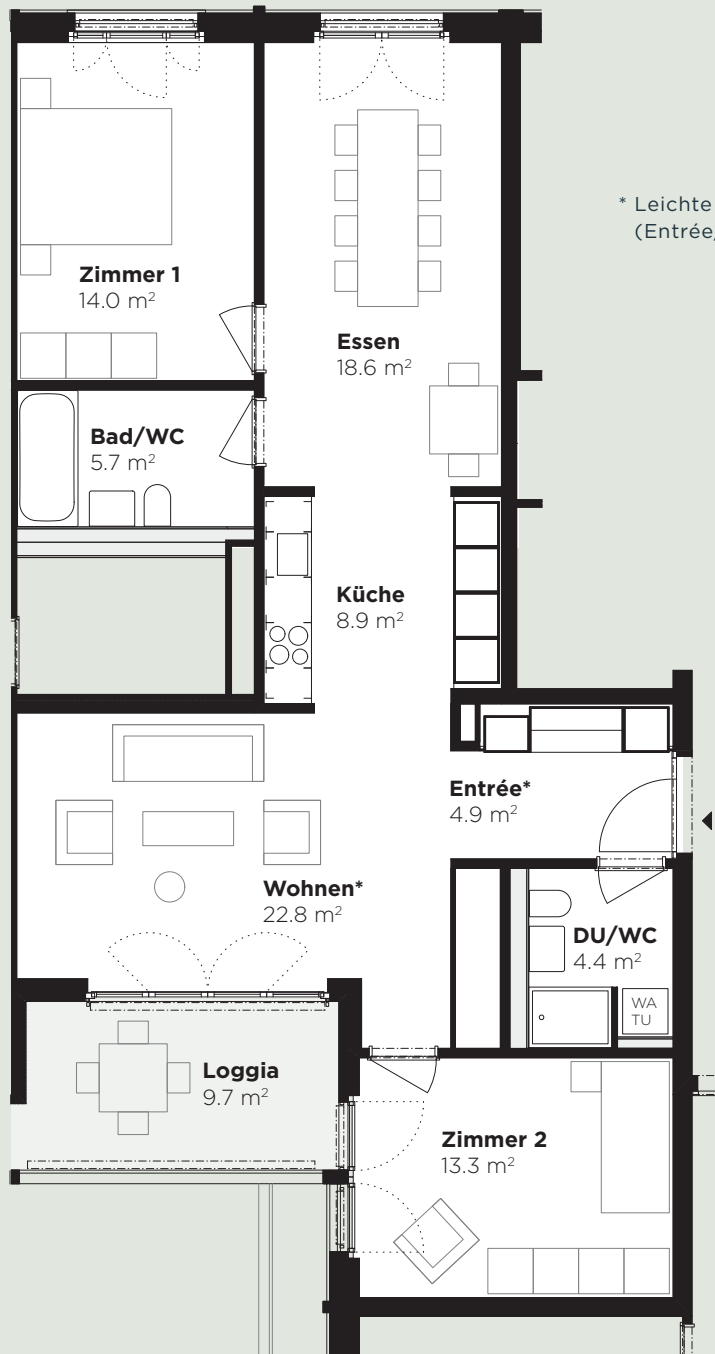 * Leichte
(Entrée,
Zimmer 1
14.0 m²
Essen
18.6 m²
Bad/WC
5.7 m²
Küche
8.9 m²
Entrée*
4.9 m²
Wohnen*
22.8 m²
DU/WC
4.4 m²
WA
TU
Loggia
9.7 m²
Zimmer 2
13.3 m²